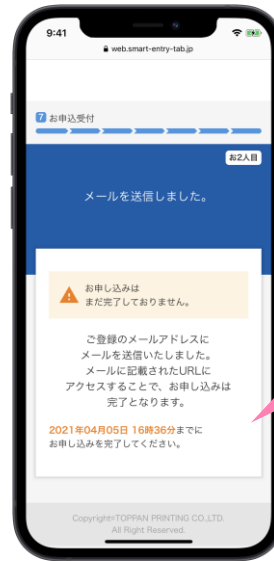 9:41
web.smart-entry-tab.jp
7 お申込受付
お2人目
メールを送信しました。
お申し込みは
まだ完了しておりません。
ご登録のメールアドレスに
メールを送信いたしました。
メールに記載されたURLに
アクセスすることで、お申し込みは
完了となります。
2021年04月05日 16時36分までに
お申し込みを完了してください。
Copyright©TOPPAN PRINTING CO.,LTD.
All Right Reserved.